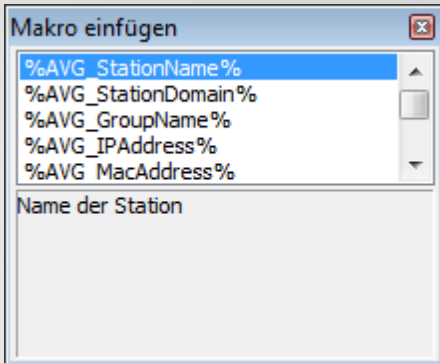 Makro einfügen
%AVG_StationName%
%AVG_StationDomain%
%AVG_GroupName%
%AVG_IPAddress%
%AVG_MacAddress%
Name der Station